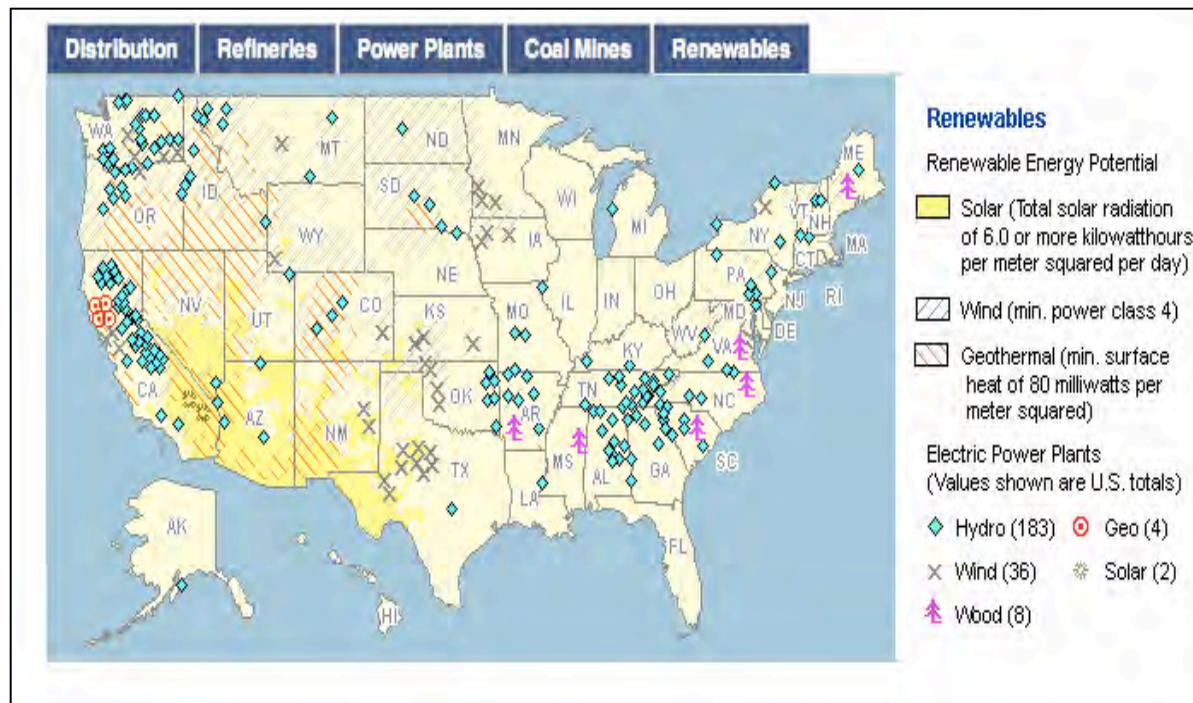 Distribution
Refineries
Power Plants
Coal Mines
Renewables
WA
MT
ND
MN
ME
OR
ID
SD
WI
VT
NH
WY
MI
NY
MA
IA
CT
NE
PA
NJ
RI
NV
UT
CO
KS
MO
IL
IN
OH
MD
DE
WV
VA
KY
CA
AZ
NM
OK
AR
TN
NC
TX
MS
AL
GA
SC
LA
FL
AK
HI
Renewables
Renewable Energy Potential
Solar (Total solar radiation
of 6.0 or more kilowatthours
per meter squared per day)
Wind (min. power class 4)
Geothermal (min. surface
heat of 80 milliwatts per
meter squared)
Electric Power Plants
(Values shown are U.S. totals)
Hydro (183)
Geo (4)
Wind (36)
Solar (2)
Wood (8)